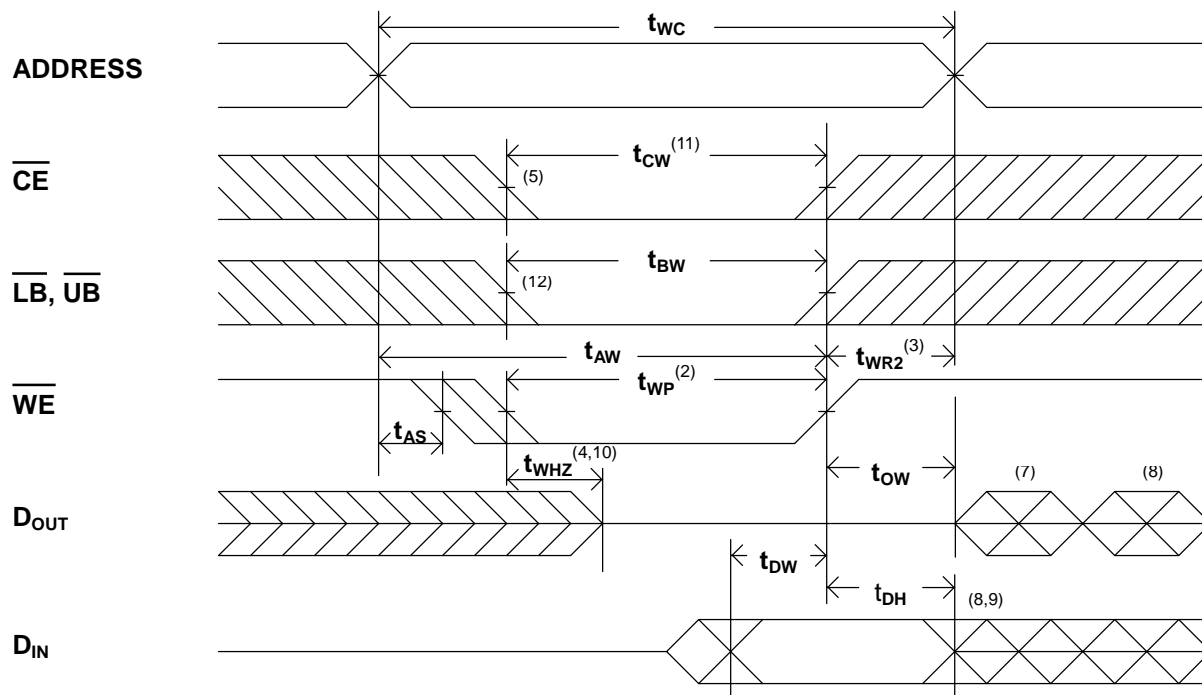 tWC
ADDRESS
tCW(11)
CE
(5)
tBW
LB, UB
(12)
tAW
tWR2(3)
tWP(2)
WE
tAS
tWHZ(4,10)
tOW
(7)
(8)
DOUT
tDW
tDH
(8,9)
DIN